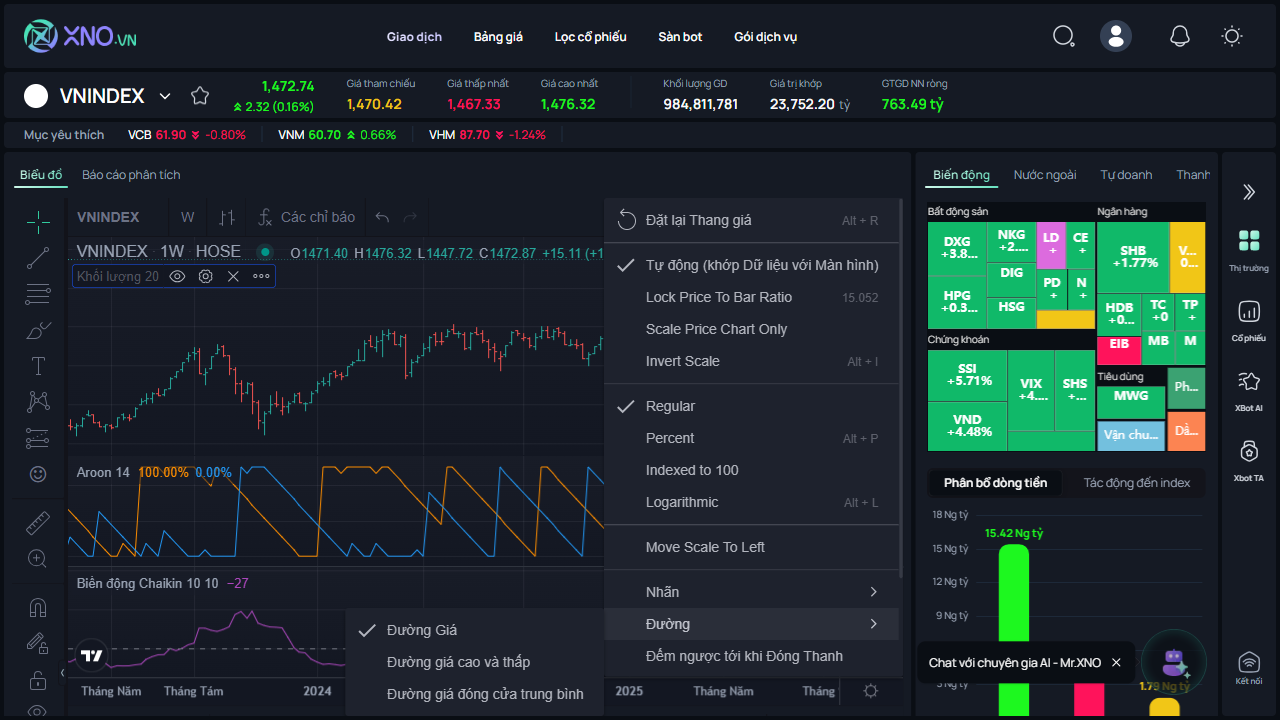 XNO.VN
Giao dịch Bảng giá Lọc cổ phiếu Sàn bot Gói dịch vụ
VNINDEX
1,472.74
2.32 (0.16%)
Giá tham chiếu
1,470.42
Giá thấp nhất
1,467.33
Giá cao nhất
1,476.32
Khối lượng GD
984,811,781
Giá trị khớp
23,752.20 tỷ
GTGD NN ròng
763.49 tỷ
Mục yêu thích VCB 61.90 -0.80% VNM 60.70 0.66% VHM 87.70 -1.24%
Biểu đồ Báo cáo phân tích
VNINDEX W Các chỉ báo
VNINDEX 1W HOSE O1471.40 H1476.32 L1447.72 C1472.87 +15.11 (+1
Khối lượng 20
Aroon 14 100.00% 0.00%
Biến động Chaikin 10 10 −27
Tháng Năm Tháng Tám 2024 2025 Tháng Năm Tháng
Đặt lại Thang giá Alt + R
Tự động (khớp Dữ liệu với Màn hình)
Lock Price To Bar Ratio 15.052
Scale Price Chart Only
Invert Scale Alt + I
Regular
Percent Alt + P
Indexed to 100
Logarithmic Alt + L
Move Scale To Left
Nhãn
Đường
Đếm ngược tới khi Đóng Thanh
Đường Giá
Đường giá cao và thấp
Đường giá đóng cửa trung bình
Biến động Nước ngoài Tự doanh Thanh
Bất động sản
DXG
+3.8...
NKG
+2....
LD
+
CE
+
HPG
+0.3...
DIG
HSG
PD
+
N
+
Ngân hàng
SHB
+1.77%
V...
0...
HDB
+0...
TC
+0
TP
+
EIB
MB
M
Chứng khoán
SSI
+5.71%
VND
+4.48%
VIX
+4....
SHS
+...
Tiêu dùng
MWG
Ph...
Vận chu...
Dầ...
Phân bổ dòng tiền Tác động đến index
18 Ng tỷ
15 Ng tỷ
12 Ng tỷ
9 Ng tỷ
3 Ng tỷ
15.42 Ng tỷ
1.79 Ng tỷ
Chat với chuyên gia AI - Mr.XNO
Thị trường
Cổ phiếu
XBot AI
Xbot TA
Kết nối